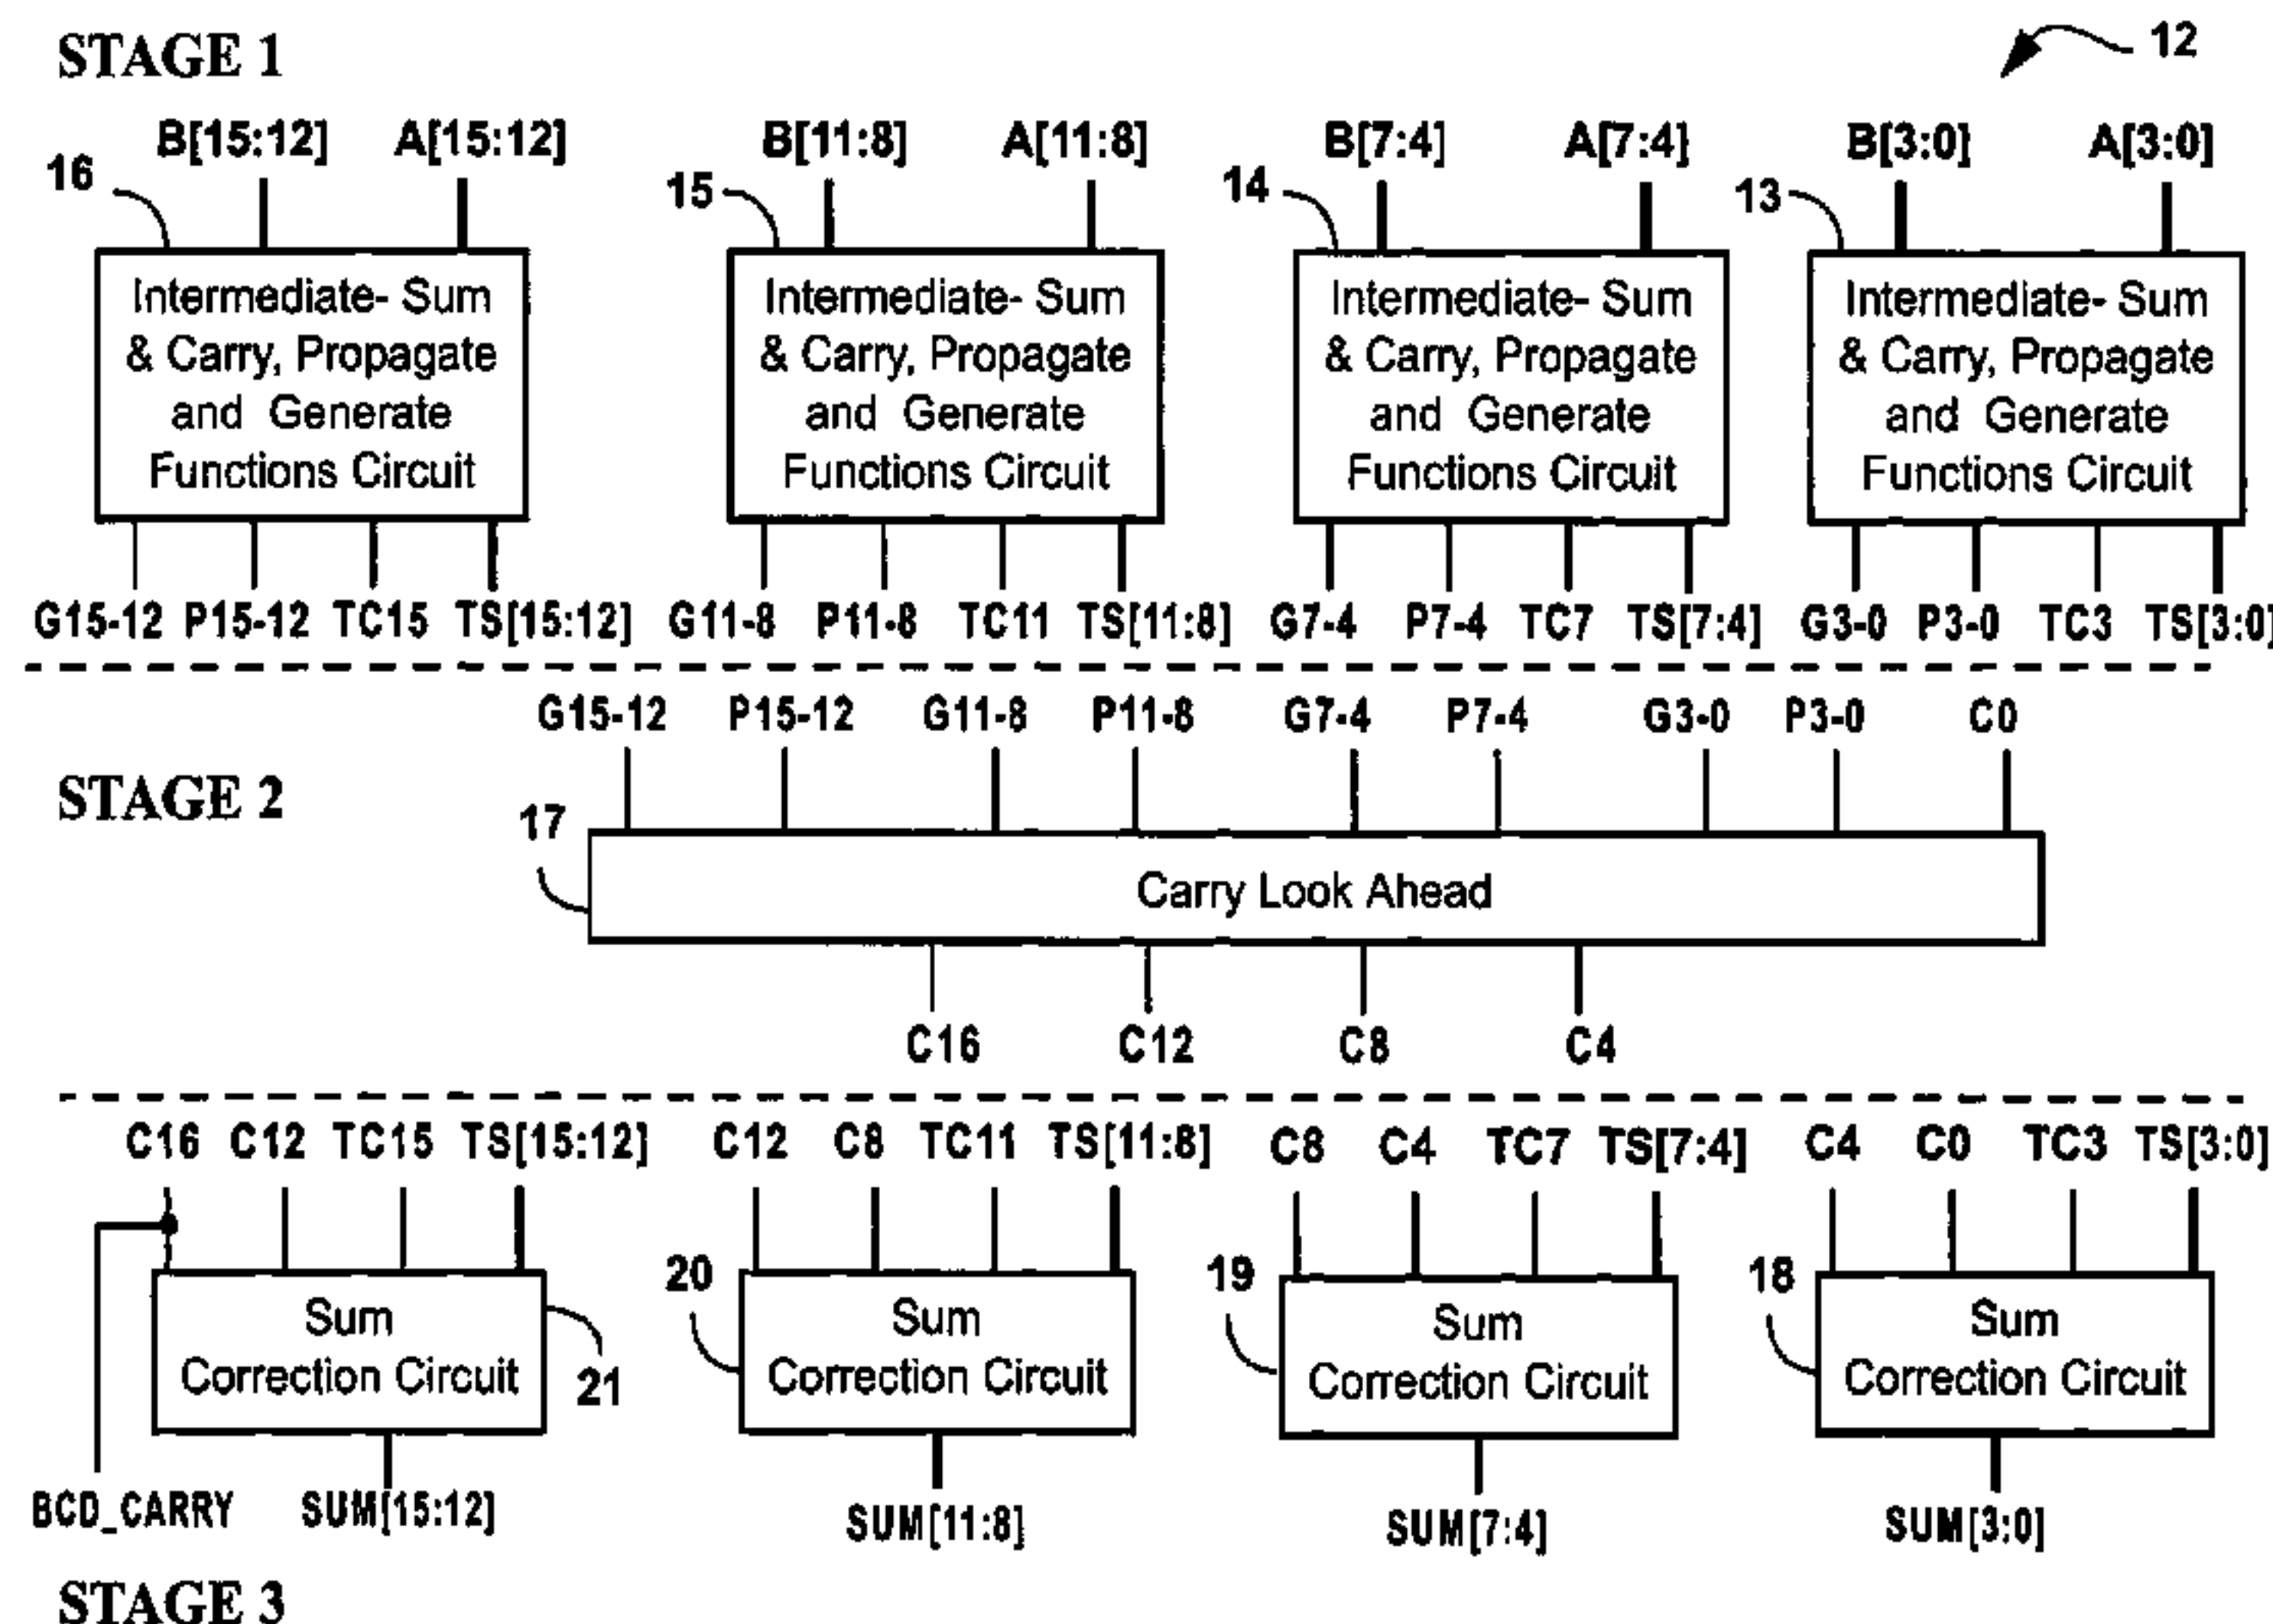 STAGE 1
12
B[15:12] A[15:12] B[11:8] A[11:8] B[7:4] A[7:4] B[3:0] A[3:0]
16 15 14 13
Intermediate- Sum
& Carry, Propagate
and Generate
Functions Circuit
Intermediate- Sum
& Carry, Propagate
and Generate
Functions Circuit
Intermediate- Sum
& Carry, Propagate
and Generate
Functions Circuit
Intermediate- Sum
& Carry, Propagate
and Generate
Functions Circuit
G15-12 P15-12 TC15 TS[15:12] G11-8 P11-8 TC11 TS[11:8] G7-4 P7-4 TC7 TS[7:4] G3-0 P3-0 TC3 TS[3:0]
G15-12 P15-12 G11-8 P11-8 G7-4 P7-4 G3-0 P3-0 C0
STAGE 2
17
Carry Look Ahead
C16 C12 C8 C4
C16 C12 TC15 TS[15:12] C12 C8 TC11 TS[11:8] C8 C4 TC7 TS[7:4] C4 C0 TC3 TS[3:0]
20 19 18
Sum
Correction Circuit
21
Sum
Correction Circuit
Sum
Correction Circuit
Sum
Correction Circuit
BCD_CARRY SUM[15:12] SUM[11:8] SUM[7:4] SUM[3:0]
STAGE 3